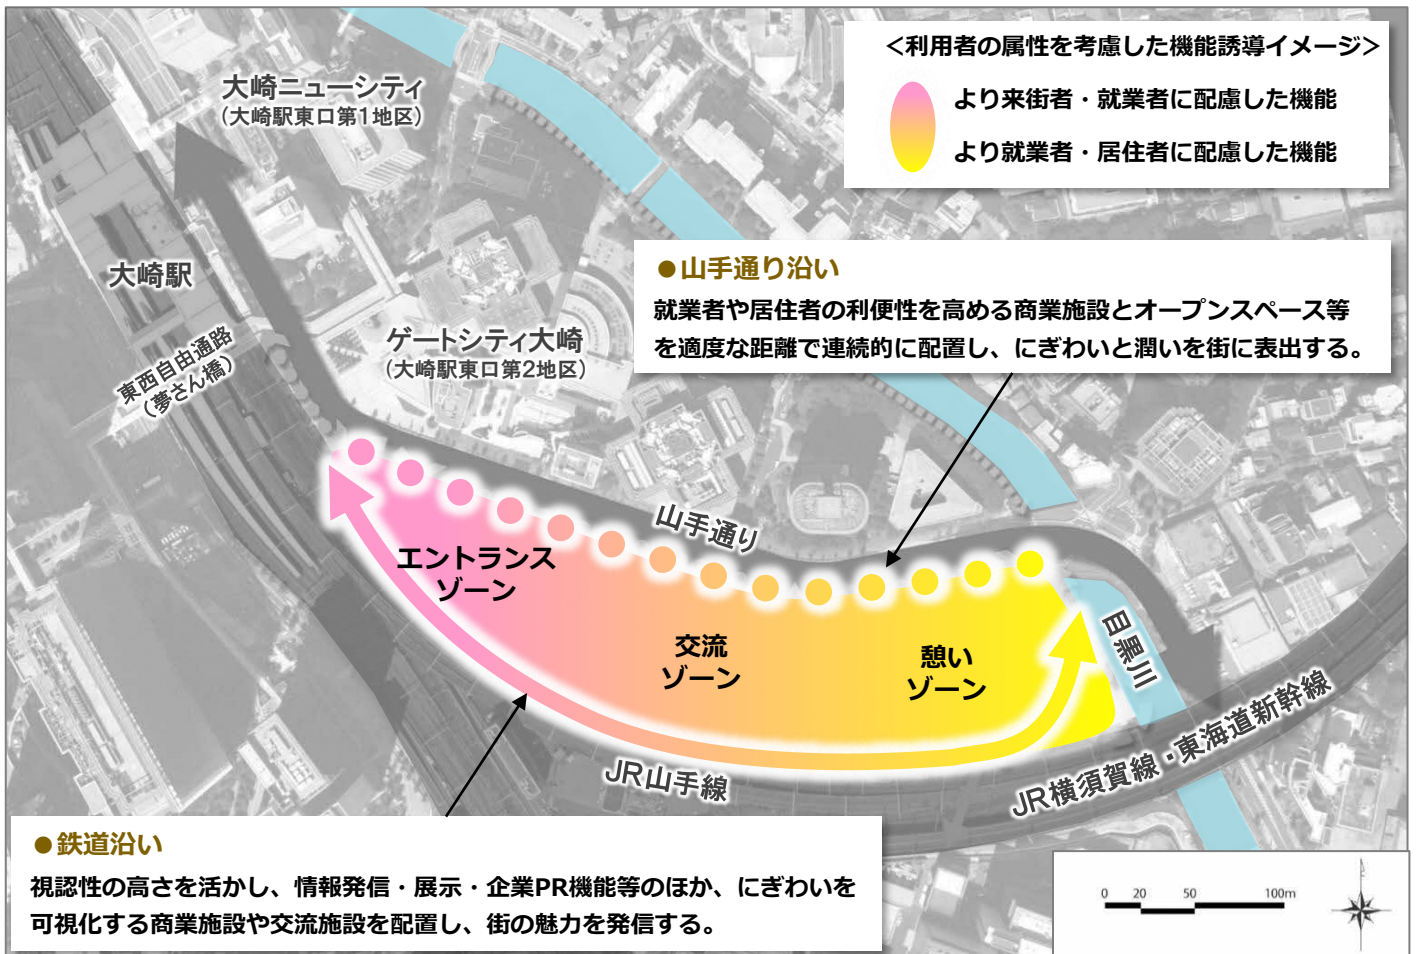 <利用者の属性を考慮した機能誘導イメージ>
より来街者・就業者に配慮した機能
より就業者・居住者に配慮した機能
大崎ニューシティ
(大崎駅東口第1地区)
大崎駅
●山手通り沿い
就業者や居住者の利便性を高める商業施設とオープンスペース等
を適度な距離で連続的に配置し、にぎわいと潤いを街に表出する。
ゲートシティ大崎
(大崎駅東口第2地区)
東西自由通路
(夢さん橋)
山手通り
エントランス
ゾーン
交流
ゾーン
憩い
ゾーン
目黒川
JR山手線
JR横須賀線・東海道新幹線
●鉄道沿い
視認性の高さを活かし、情報発信・展示・企業PR機能等のほか、にぎわいを
可視化する商業施設や交流施設を配置し、街の魅力を発信する。
0 20 50 100m